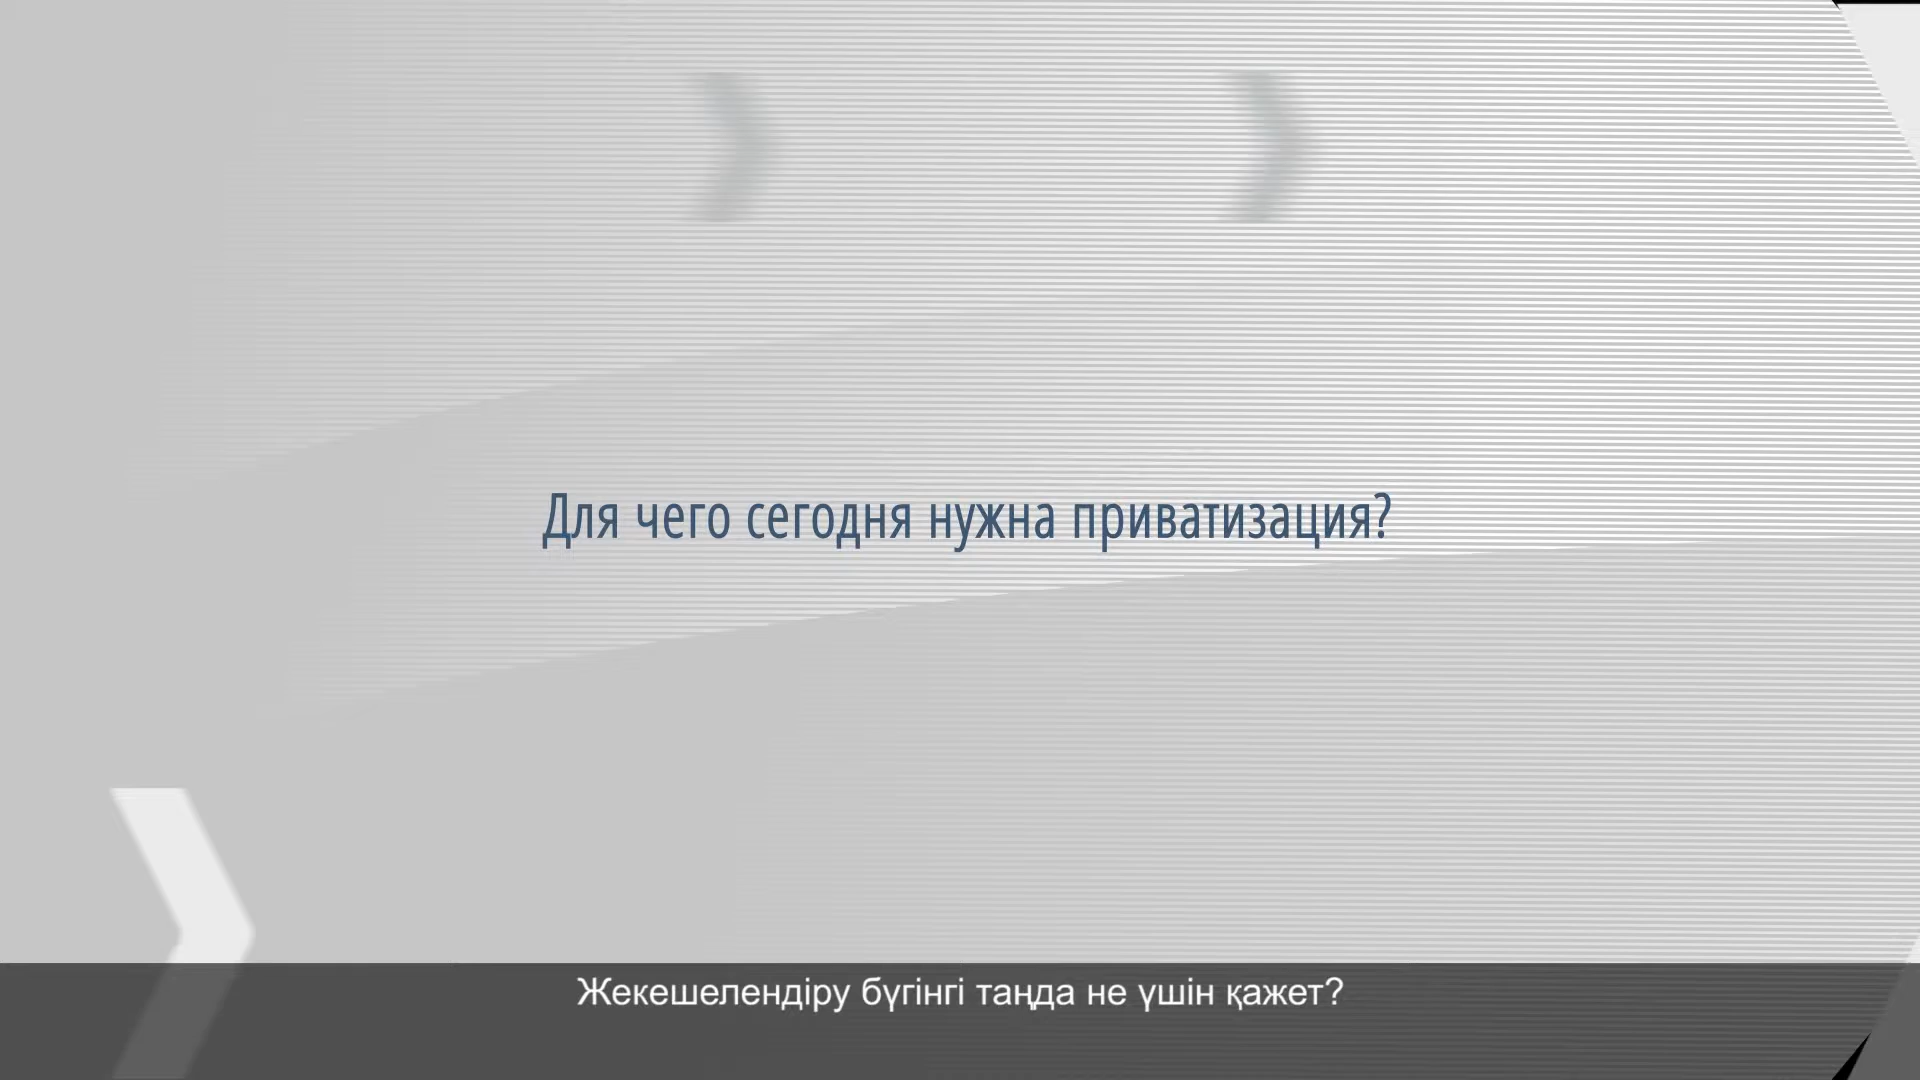 Для чего сегодня нужна приватизация?
Жекешелендіру бүгінгі таңда не үшін қажет?